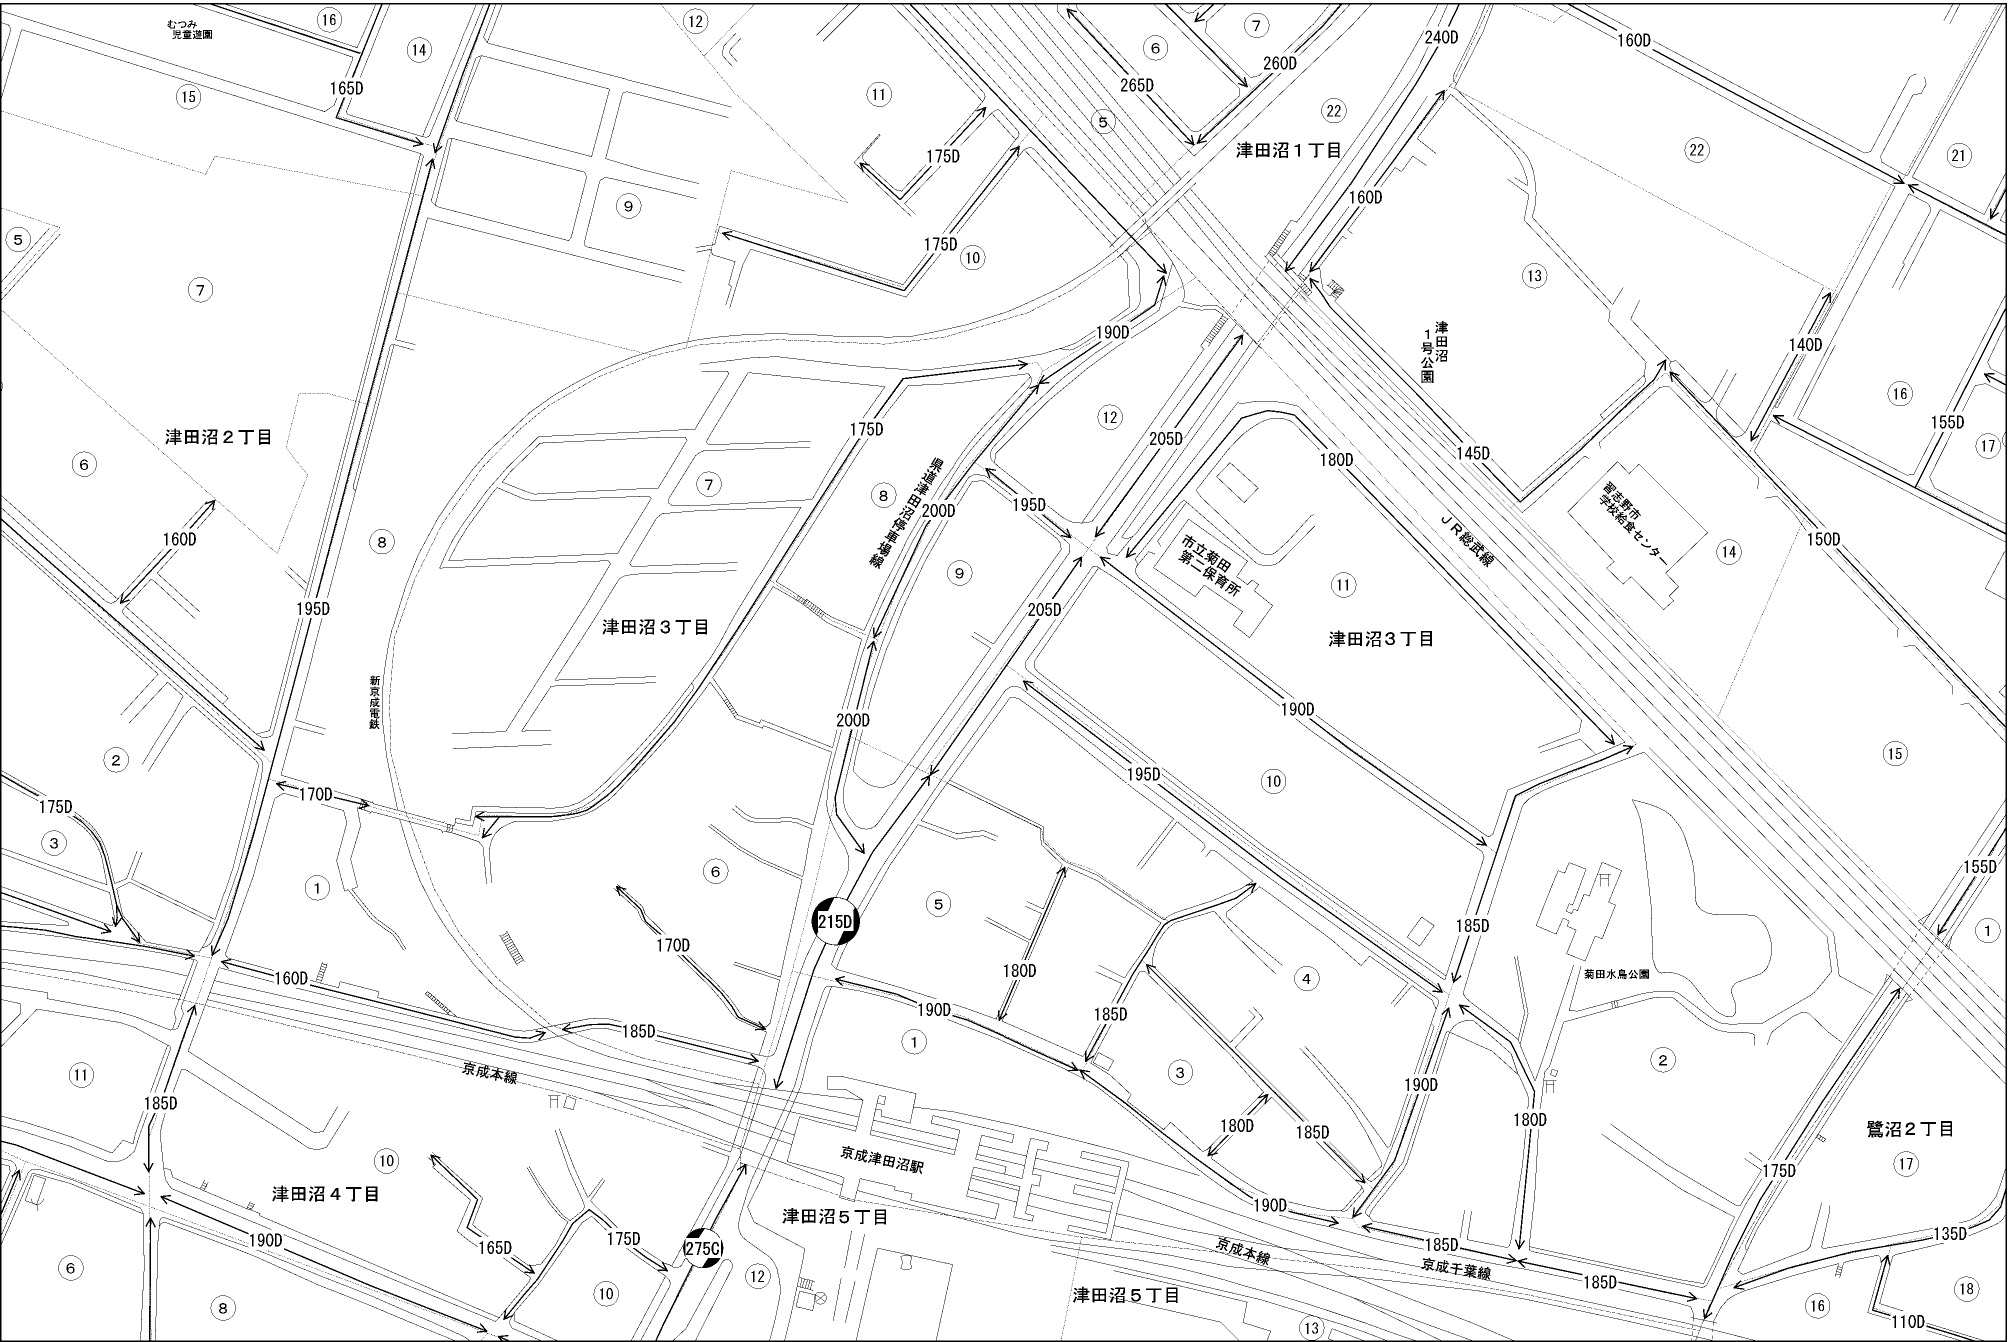 むつみ
児童遊園
16
14
12
165D
15
11
5
7
6
8
2
9
175D
175D
10
265D
6
7
260D
240D
22
津田沼１丁目
5
160D
160D
22
21
13
津田沼
１号公園
140D
16
155D
17
190D
12
205D
175D
津田沼２丁目
195D
160D
7
8
県道津田沼停車場線
200D
195D
9
180D
145D
習志野市
学校給食センター
14
150D
ＪＲ総武線
市立菊田
第二保育所
11
津田沼３丁目
津田沼３丁目
新京成電鉄
205D
200D
190D
195D
10
15
170D
175D
3
1
6
215D
5
170D
160D
185D
180D
185D
190D
4
185D
菊田水鳥公園
155D
1
京成本線
1
3
180D
185D
190D
180D
2
11
185D
10
津田沼４丁目
京成津田沼駅
津田沼５丁目
190D
鷺沼２丁目
17
175D
190D
165D
175D
275C
12
10
6
8
京成本線
185D
京成千葉線
185D
135D
津田沼５丁目
13
16
18
110D